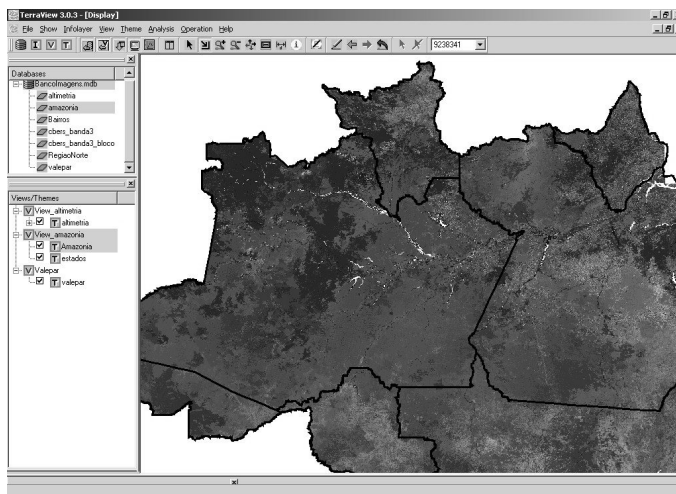 TerraView 3.0.3 - [Display]
File Show Infolayer View Theme Analysis Operation Help
I V T
9238341
Databases
BancoImagens.mdb
altimetria
amazonia
Bairros
cbers_banda3
cbers_banda3_bloco
RegiaoNorte
valepar
Views/Themes
V View_altimetria
T altimetria
V View_amazonia
T Amazonia
T estados
V Valepar
T valepar